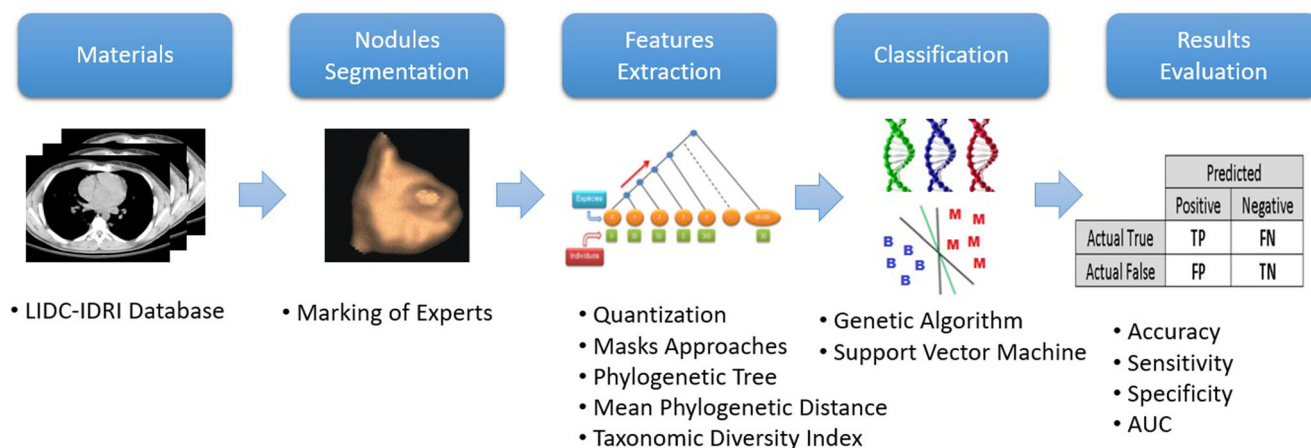 Materials
Nodules
Segmentation
Features
Extraction
Classification
Results
Evaluation
Espécies
Indivíduos
M
M
M
M
M
B
B
B
B
B
Predicted
Positive Negative
Actual True TP FN
Actual False FP TN
• LIDC-IDRI Database
• Marking of Experts
• Quantization
• Masks Approaches
• Phylogenetic Tree
• Mean Phylogenetic Distance
• Taxonomic Diversity Index
• Genetic Algorithm
• Support Vector Machine
• Accuracy
• Sensitivity
• Specificity
• AUC